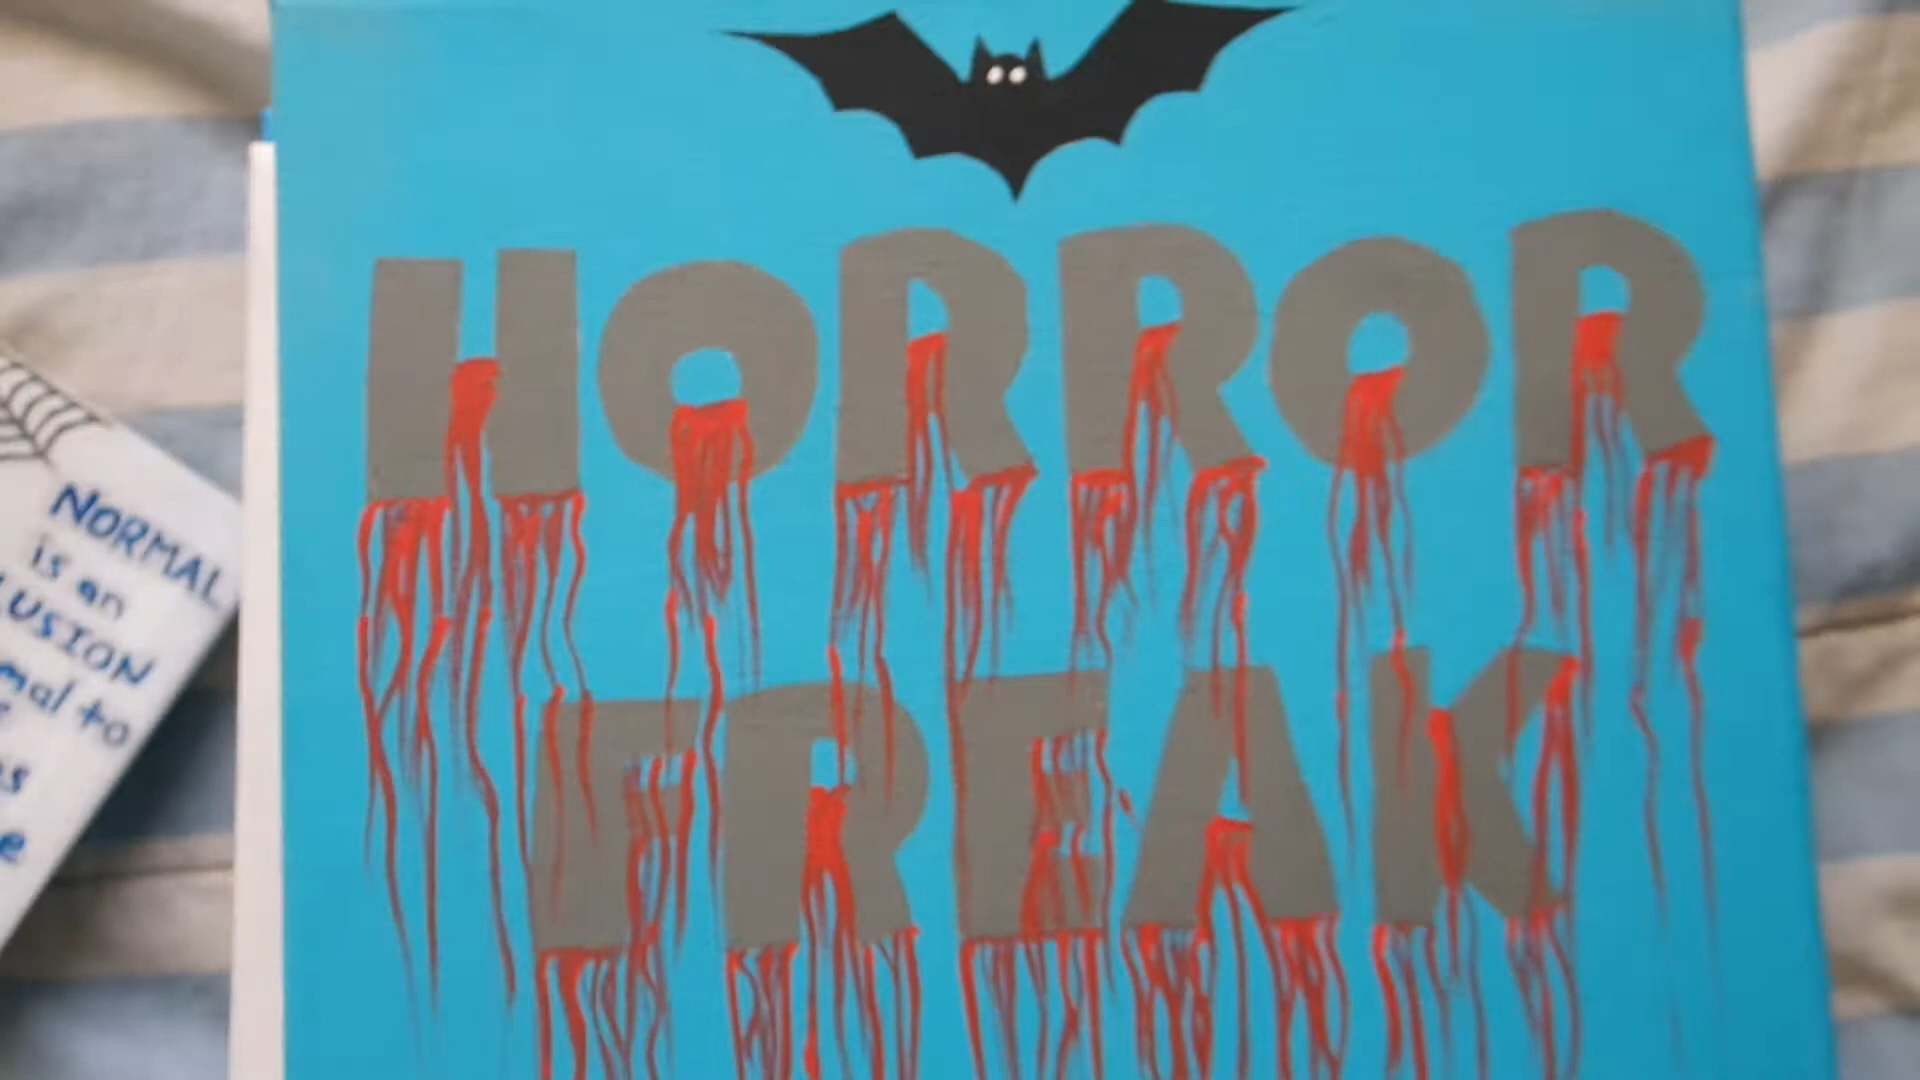 HORROR
FREAK
NORMAL
is an
LUSION
mal to